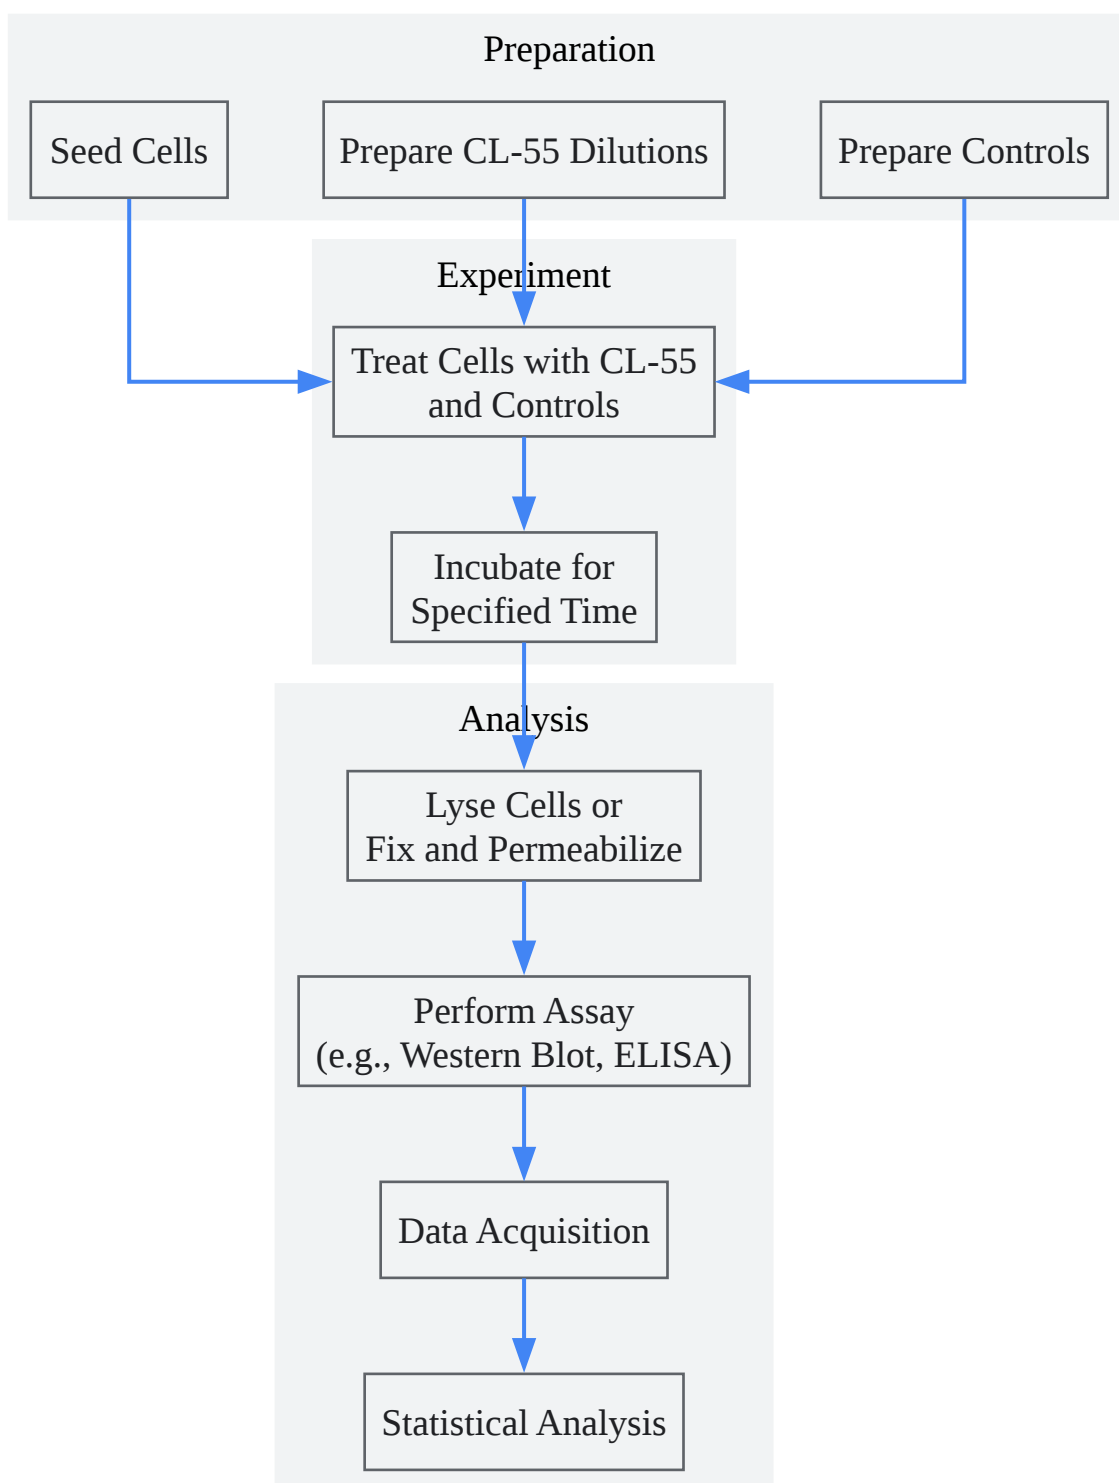 Preparation
Seed Cells
Prepare CL-55 Dilutions
Prepare Controls
Experiment
Treat Cells with CL-55
and Controls
Incubate for
Specified Time
Analysis
Lyse Cells or
Fix and Permeabilize
Perform Assay
(e.g., Western Blot, ELISA)
Data Acquisition
Statistical Analysis